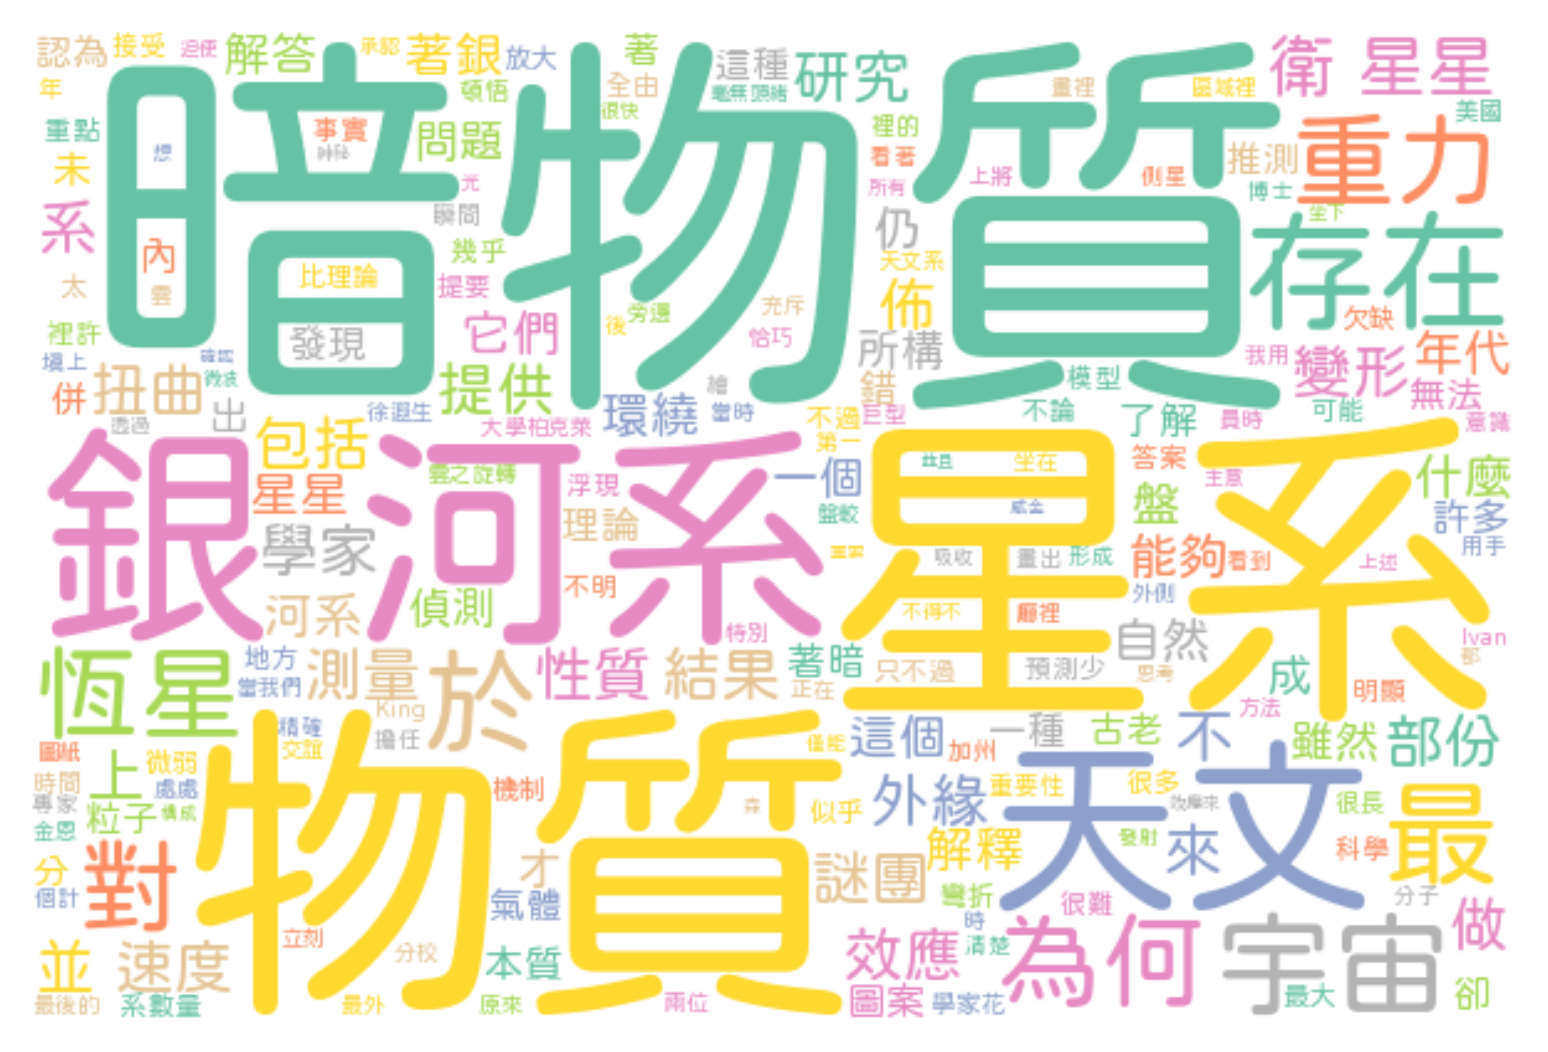 認為 接受 迫使 解答 承認 著銀 放大 著 這種 研究 衛 星星
年 頓悟 全由 毫無 頭緒 畫裡 區域裡 美國
暗物質
重點 想 事實 問題 很快 裡的 推測 重力
未 神秘 光 看著 上將 側星 博士
系 瞬間 所有 坐下
內 幾乎 仍 天文系 存在
太 雲 比理論 提要 充斥 佈
裡許 發現 它們 後 旁邊 恰巧 所構 欠缺 年代
境上 確認 我用 變形
併 扭曲 微波 提供 繪 錯 模型 無法
出 透過 徐遐生 環繞 當時 不過 巨型 不論 了解 員時 可能 意識
包括 大學柏克萊 第一
銀河系 星系
星星 雲之旋轉 浮現 一個 並且 坐在 答案 主意 什麼
學家 理論 盤較 威金 盤 許多
不明 吸收 畫出 形成 能夠 看到 上述 用手
河系 偵測 不得不 廳裡 外側
恆星 特別 自然 Ivan
地方 測量 於 性質 結果 著暗 只不過 預測少 思考 成 明顯 部
當我們 King 正在 方法
物質
圖紙 精確 擔任 僅能 這個 加州 一種 古老 不 雖然 部份
交誼
時間 上 微弱 處處 機制 外緣 重要性 天文 很多 很長 最
專家 粒子 構成 森 似乎 來
金恩 解釋 發射 科學
分 對 才 謎團
個計 氣體 彎折 很難 分子
立刻 時 做
並 速度 分校 本質 效應 清楚 為何 宇宙
最後的 系數量 最外 原來 兩位 圖案 學家花 最大 卻